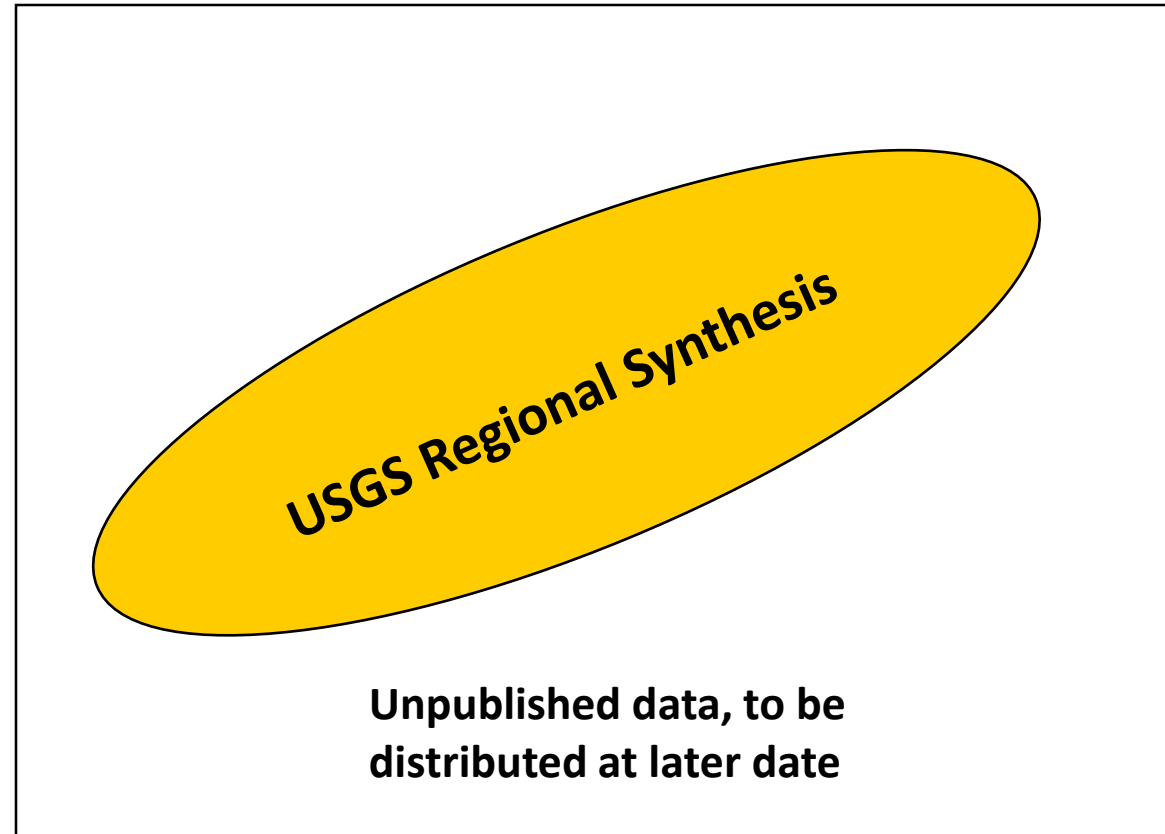 USGS Regional Synthesis
Unpublished data, to be
distributed at later date